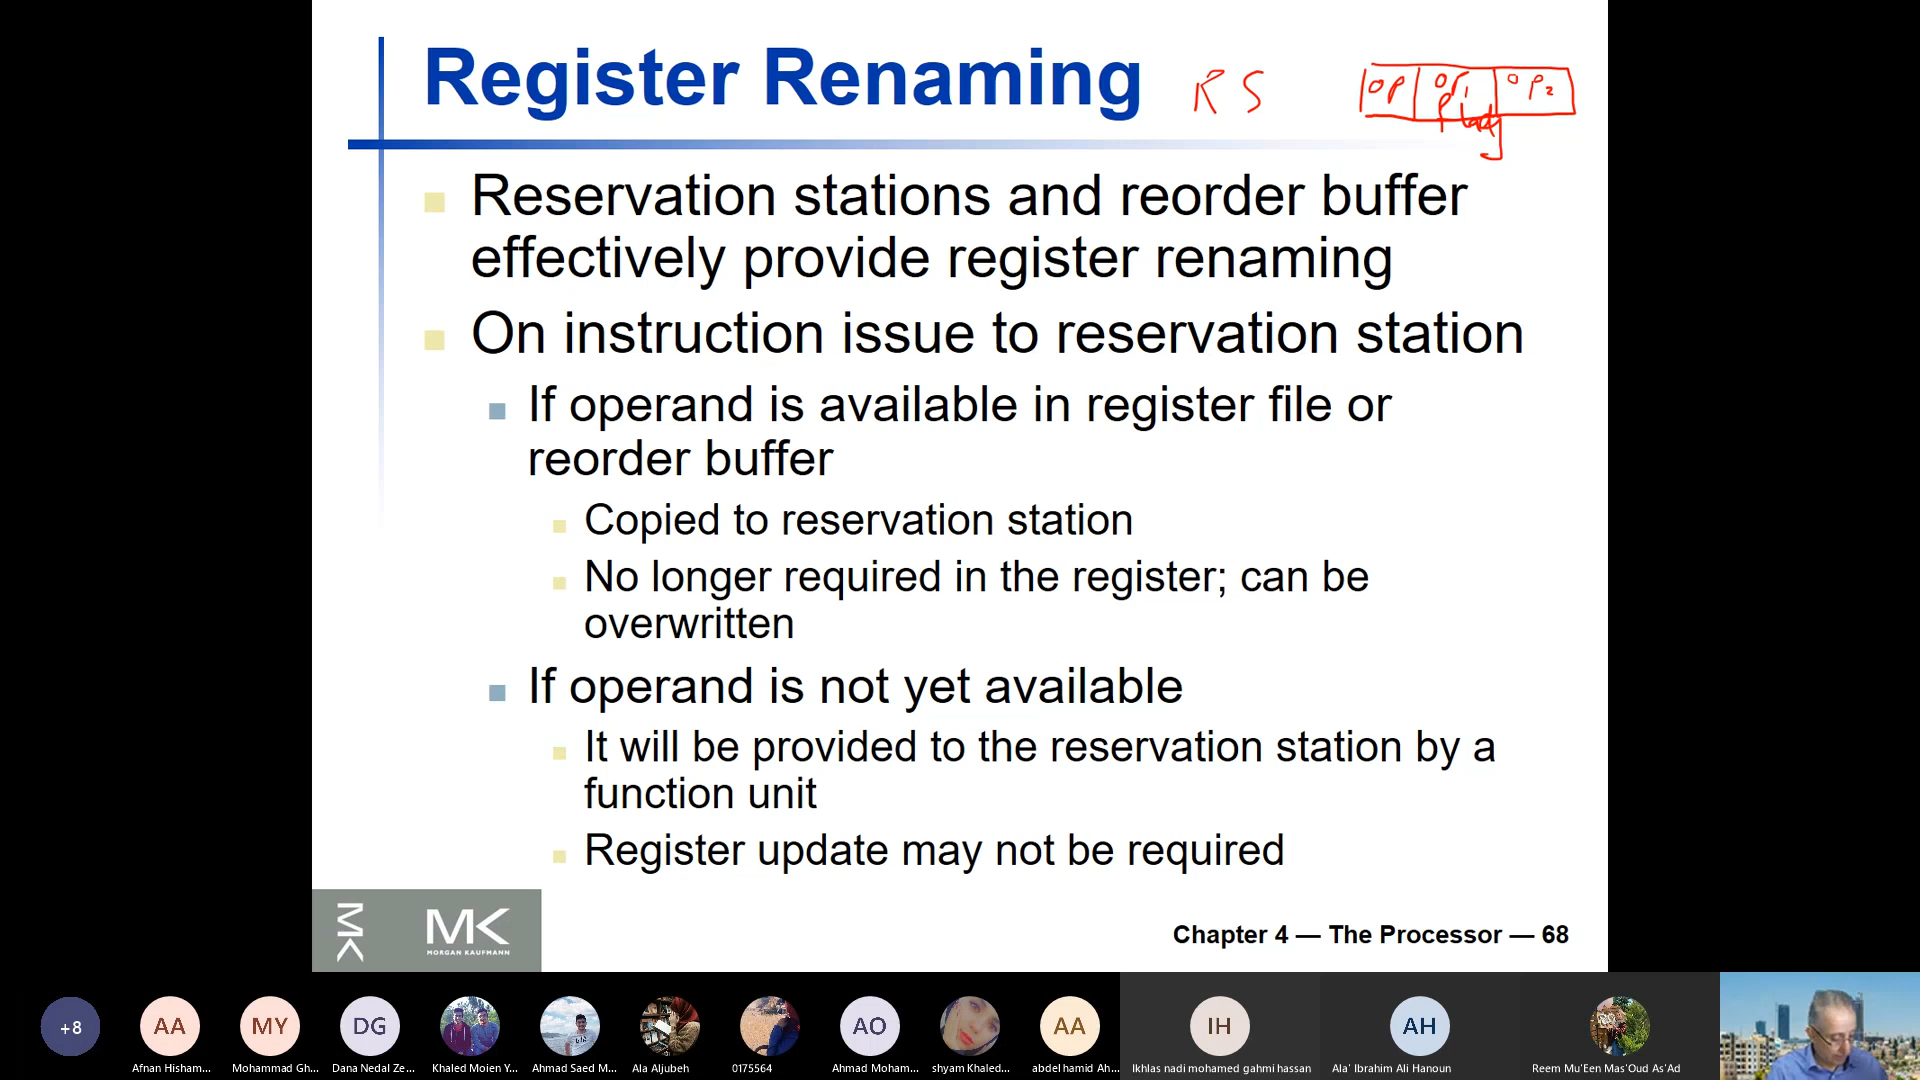 Register Renaming
R S
op op1 op2
Reservation stations and reorder buffer
effectively provide register renaming
On instruction issue to reservation station
If operand is available in register file or
reorder buffer
Copied to reservation station
No longer required in the register; can be
overwritten
If operand is not yet available
It will be provided to the reservation station by a
function unit
Register update may not be required
MK
MK
MORGAN KAUFMANN
Chapter 4 — The Processor — 68
+8
AA
MY
DG
AO
AA
IH
AH
Afnan Hisham...
Mohammad Gh...
Dana Nedal Ze...
Khaled Moien Y...
Ahmad Saed M...
Ala Aljubeh
0175564
Ahmad Moham...
shyam Khaled...
abdel hamid Ah...
Ikhlas nadi mohamed gahmi hassan
Ala' Ibrahim Ali Hanoun
Reem Mu'Een Mas'Oud As'Ad